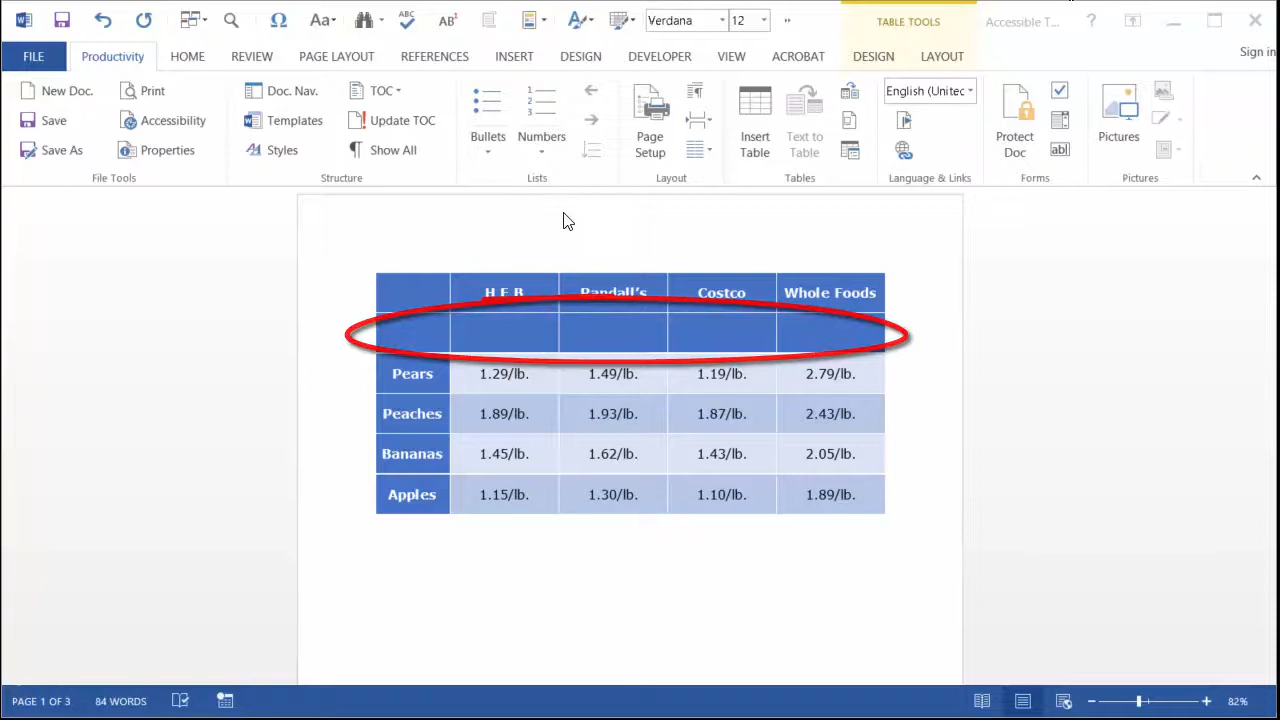 Verdana 12 TABLE TOOLS Accessible T... ?
FILE Productivity HOME REVIEW PAGE LAYOUT REFERENCES INSERT DESIGN DEVELOPER VIEW ACROBAT DESIGN LAYOUT Sign in
New Doc. Print Doc. Nav. TOC English (Unitec
Save Accessibility Templates Update TOC
Save As Properties Styles Show All
Bullets Numbers
Page Setup
Insert Table
Text to Table
Protect Doc
Pictures
File Tools Structure Lists Layout Tables Language & Links Forms Pictures
H.E.B. Randall's Costco Whole Foods
Pears 1.29/lb. 1.49/lb. 1.19/lb. 2.79/lb.
Peaches 1.89/lb. 1.93/lb. 1.87/lb. 2.43/lb.
Bananas 1.45/lb. 1.62/lb. 1.43/lb. 2.05/lb.
Apples 1.15/lb. 1.30/lb. 1.10/lb. 1.89/lb.
PAGE 1 OF 3 84 WORDS 82%